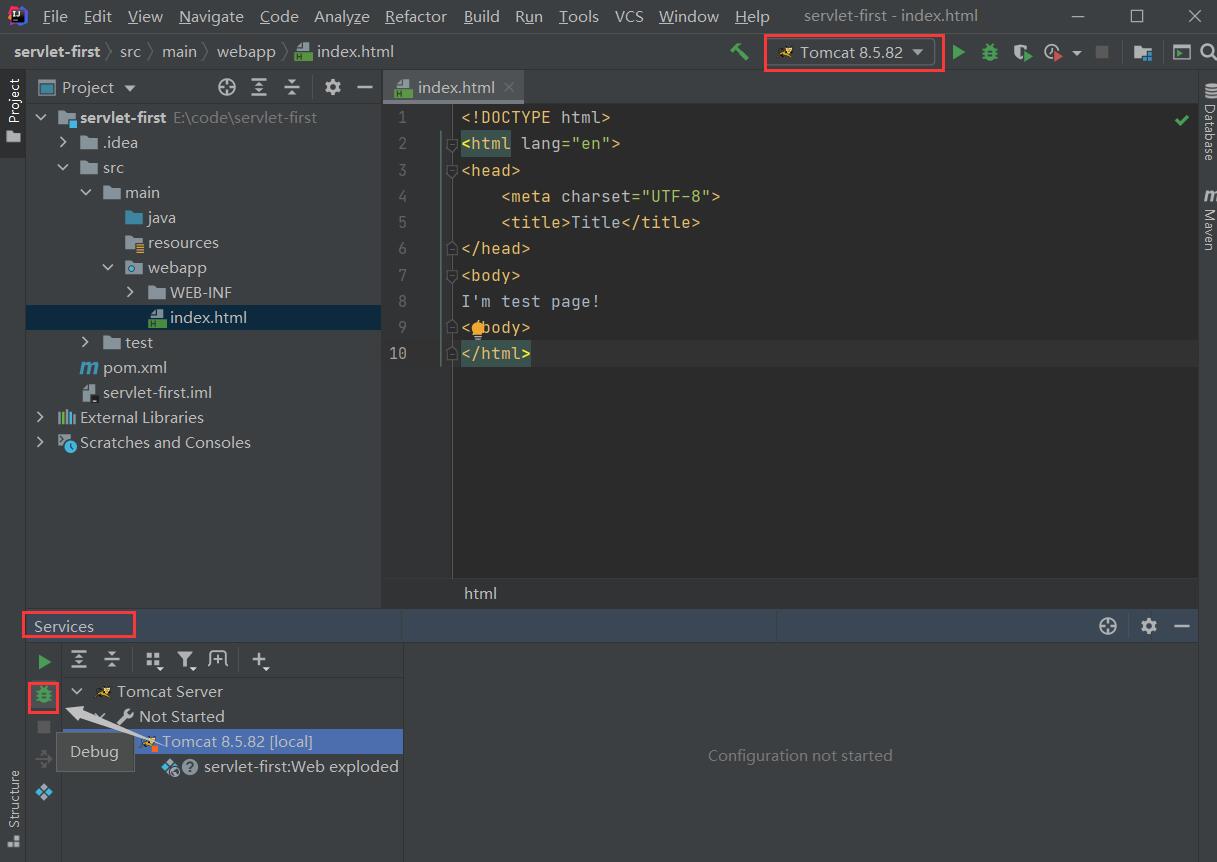 File Edit View Navigate Code Analyze Refactor Build Run Tools VCS Window Help servlet-first - index.html
servlet-first src main webapp index.html Tomcat 8.5.82
Project
Project
index.html
servlet-first E:\code\servlet-first
.idea
src
main
java
resources
webapp
WEB-INF
index.html
test
pom.xml
servlet-first.iml
External Libraries
Scratches and Consoles
1 <!DOCTYPE html>
2 <html lang="en">
3 <head>
4 <meta charset="UTF-8">
5 <title>Title</title>
6 </head>
7 <body>
8 I'm test page!
9 </body>
10 </html>
html
Database
Maven
Services
Tomcat Server
Not Started
Tomcat 8.5.82 [local]
servlet-first:Web exploded
Debug
Configuration not started
Structure